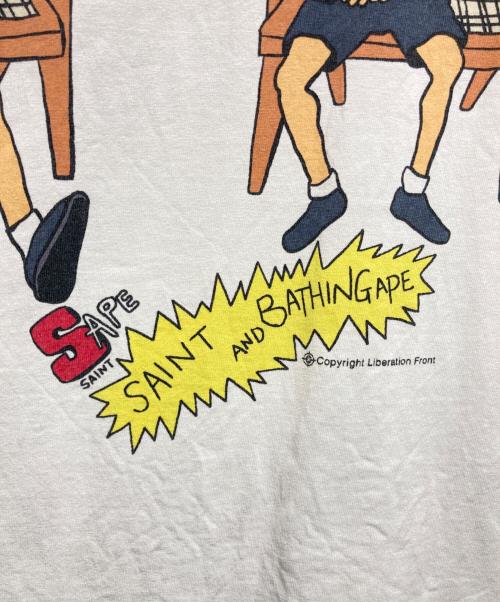 SAPE
SAINT
SAINT AND BATHINGAPE
Copyright Liberation Front